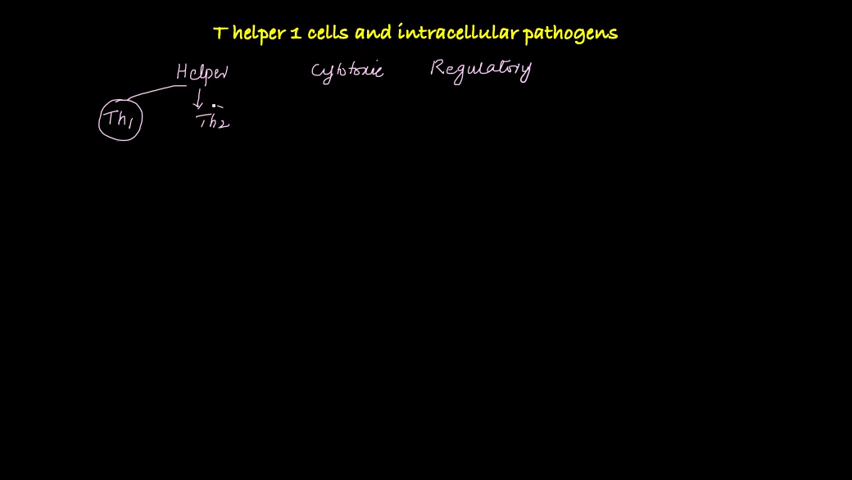 T helper 1 cells and intracellular pathogens
Helper Cytotoxic Regulatory
Th1 Th2